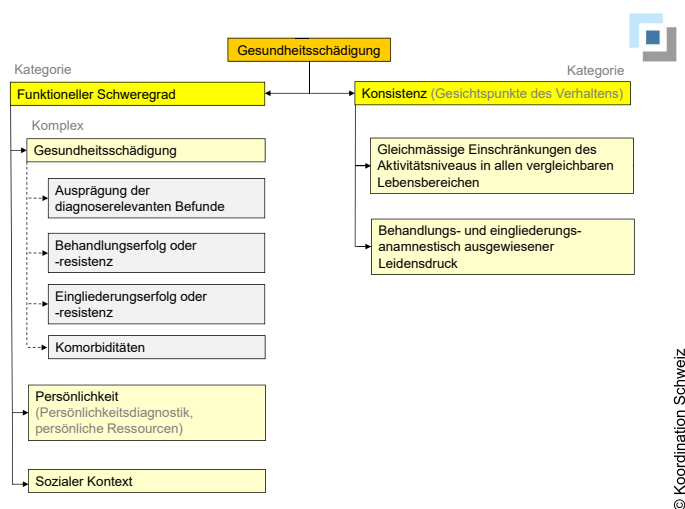 Gesundheitsschädigung
Kategorie
Funktioneller Schweregrad
Komplex
Gesundheitsschädigung
Ausprägung der
diagnoserelevanten Befunde
Behandlungserfolg oder
-resistenz
Eingliederungserfolg oder
-resistenz
Komorbiditäten
Persönlichkeit
(Persönlichkeitsdiagnostik,
persönliche Ressourcen)
Sozialer Kontext
Kategorie
Konsistenz (Gesichtspunkte des Verhaltens)
Gleichmässige Einschränkungen des
Aktivitätsniveaus in allen vergleichbaren
Lebensbereichen
Behandlungs- und eingliederungs-
anamnestisch ausgewiesener
Leidensdruck
© Koordination Schweiz